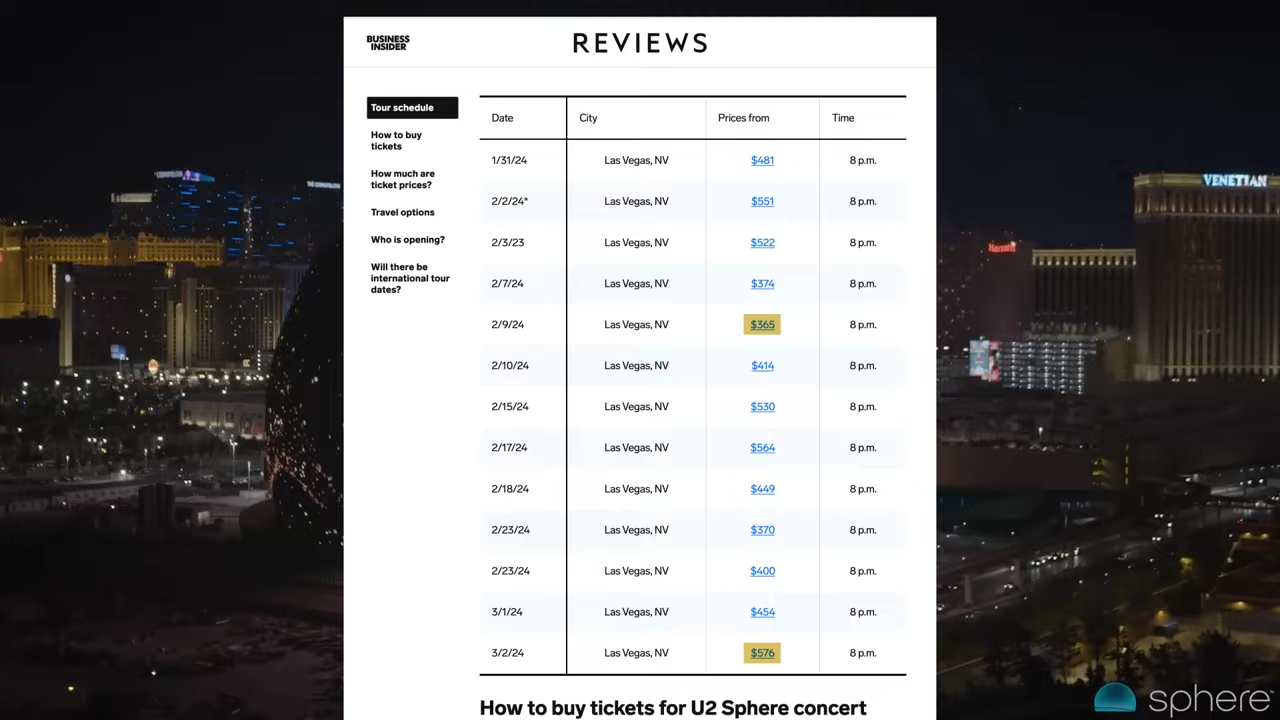 BUSINESS
INSIDER
REVIEWS
Tour schedule
How to buy
tickets
How much are
ticket prices?
Travel options
Who is opening?
Will there be
international tour
dates?
Date City Prices from Time
1/31/24 Las Vegas, NV $481 8 p.m.
2/2/24* Las Vegas, NV $551 8 p.m.
2/3/23 Las Vegas, NV $522 8 p.m.
2/7/24 Las Vegas, NV $374 8 p.m.
2/9/24 Las Vegas, NV $365 8 p.m.
2/10/24 Las Vegas, NV $414 8 p.m.
2/15/24 Las Vegas, NV $530 8 p.m.
2/17/24 Las Vegas, NV $564 8 p.m.
2/18/24 Las Vegas, NV $449 8 p.m.
2/23/24 Las Vegas, NV $370 8 p.m.
2/23/24 Las Vegas, NV $400 8 p.m.
3/1/24 Las Vegas, NV $454 8 p.m.
3/2/24 Las Vegas, NV $576 8 p.m.
How to buy tickets for U2 Sphere concert
VENETIAN
Harrah's
sphere